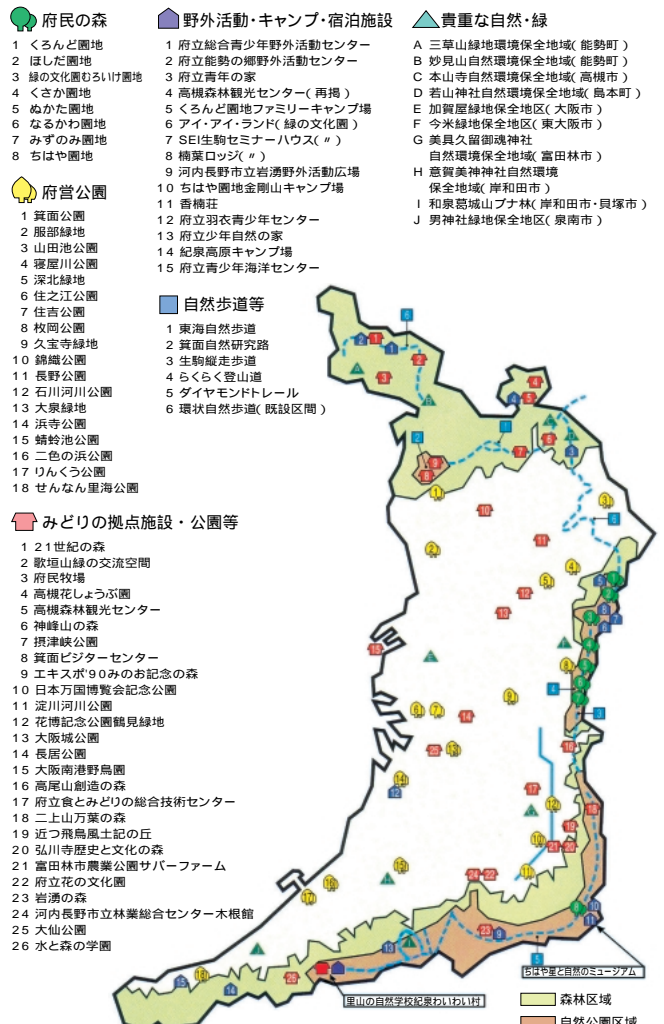 府民の森
1 くろんど園地
2 ほしだ園地
3 緑の文化園むろいけ園地
4 くさか園地
5 ぬかた園地
6 なるかわ園地
7 みずのみ園地
8 ちはや園地
府営公園
1 箕面公園
2 服部緑地
3 山田池公園
4 寝屋川公園
5 深北緑地
6 住之江公園
7 住吉公園
8 枚岡公園
9 久宝寺緑地
10 錦織公園
11 長野公園
12 石川河川公園
13 大泉緑地
14 浜寺公園
15 蜻蛉池公園
16 二色の浜公園
17 りんくう公園
18 せんなん里海公園
みどりの拠点施設・公園等
1 21世紀の森
2 歌垣山緑の交流空間
3 府民牧場
4 高槻花しょうぶ園
5 高槻森林観光センター
6 神峰山の森
7 摂津峡公園
8 箕面ビジターセンター
9 エキスポ'90みのお記念の森
10 日本万国博覧会記念公園
11 淀川河川公園
12 花博記念公園鶴見緑地
13 大阪城公園
14 長居公園
15 大阪南港野鳥園
16 高尾山創造の森
17 府立食とみどりの総合技術センター
18 二上山万葉の森
19 近つ飛鳥風土記の丘
20 弘川寺歴史と文化の森
21 富田林市農業公園サバーファーム
22 府立花の文化園
23 岩湧の森
24 河内長野市立林業総合センター木根館
25 大仙公園
26 水と森の学園
野外活動・キャンプ・宿泊施設
1 府立総合青少年野外活動センター
2 府立能勢の郷野外活動センター
3 府立青年の家
4 高槻森林観光センター(再掲)
5 くろんど園地ファミリーキャンプ場
6 アイ・アイ・ランド(緑の文化園)
7 SEI生駒セミナーハウス(〃)
8 楠葉ロッジ(〃)
9 河内長野市立岩湧野外活動広場
10 ちはや園地金剛山キャンプ場
11 香楠荘
12 府立羽衣青少年センター
13 府立少年自然の家
14 紀泉高原キャンプ場
15 府立青少年海洋センター
自然歩道等
1 東海自然歩道
2 箕面自然研究路
3 生駒縦走歩道
4 らくらく登山道
5 ダイヤモンドトレール
6 環状自然歩道(既設区間)
貴重な自然・緑
A 三草山緑地環境保全地域(能勢町)
B 妙見山自然環境保全地域(能勢町)
C 本山寺自然環境保全地域(高槻市)
D 若山神社自然環境保全地域(島本町)
E 加賀屋緑地保全地区(大阪市)
F 今米緑地保全地区(東大阪市)
G 美具久留御魂神社
自然環境保全地域(富田林市)
H 意賀美神神社自然環境
保全地域(岸和田市)
I 和泉葛城山ブナ林(岸和田市・貝塚市)
J 男神社緑地保全地区(泉南市)
ちはや星と自然のミュージアム
里山の自然学校紀泉わいわい村
森林区域
自然公園区域